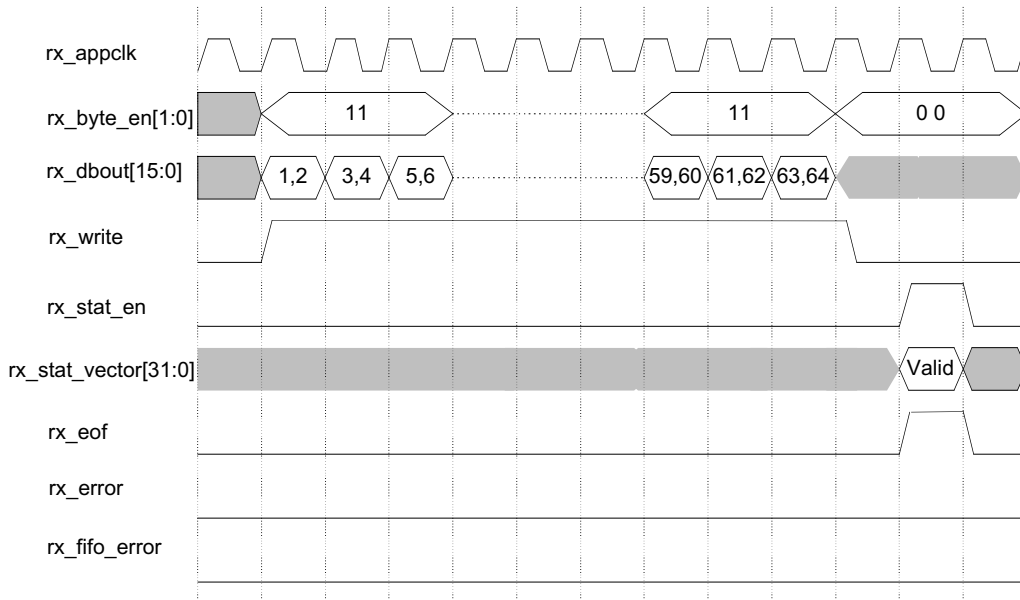 rx_appclk
rx_byte_en[1:0] 11 11 0 0
rx_dbout[15:0] 1,2 3,4 5,6 59,60 61,62 63,64
rx_write
rx_stat_en
rx_stat_vector[31:0] Valid
rx_eof
rx_error
rx_fifo_error